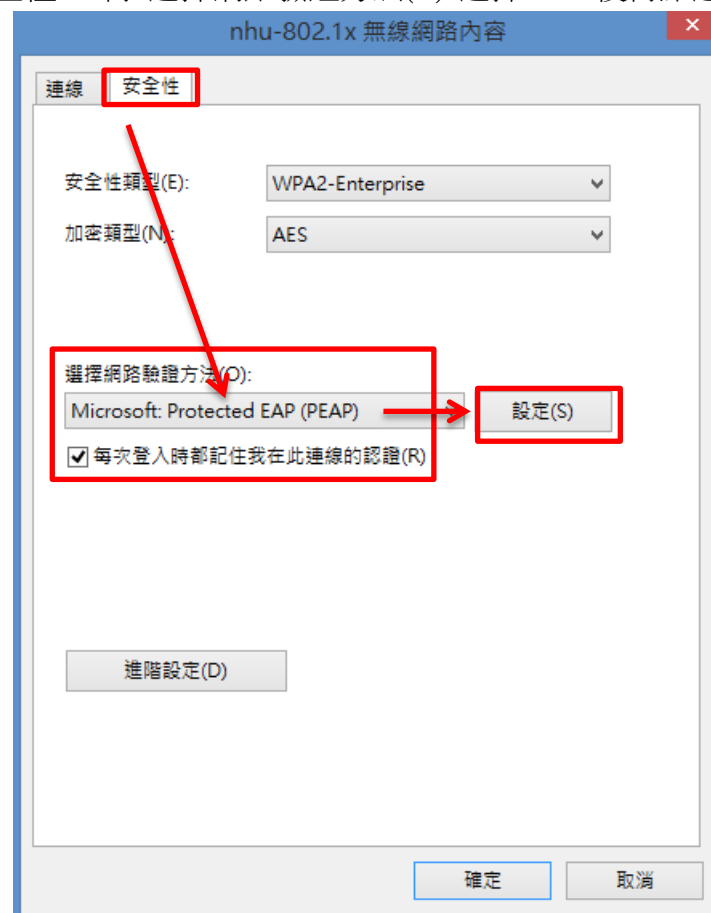 nhu-802.1x 無線網路內容
連線 安全性
安全性類型(E): WPA2-Enterprise
加密類型(N): AES
選擇網路驗證方法(O):
Microsoft: Protected EAP (PEAP) 設定(S)
每次登入時都記住我在此連線的認證(R)
進階設定(D)
確定 取消